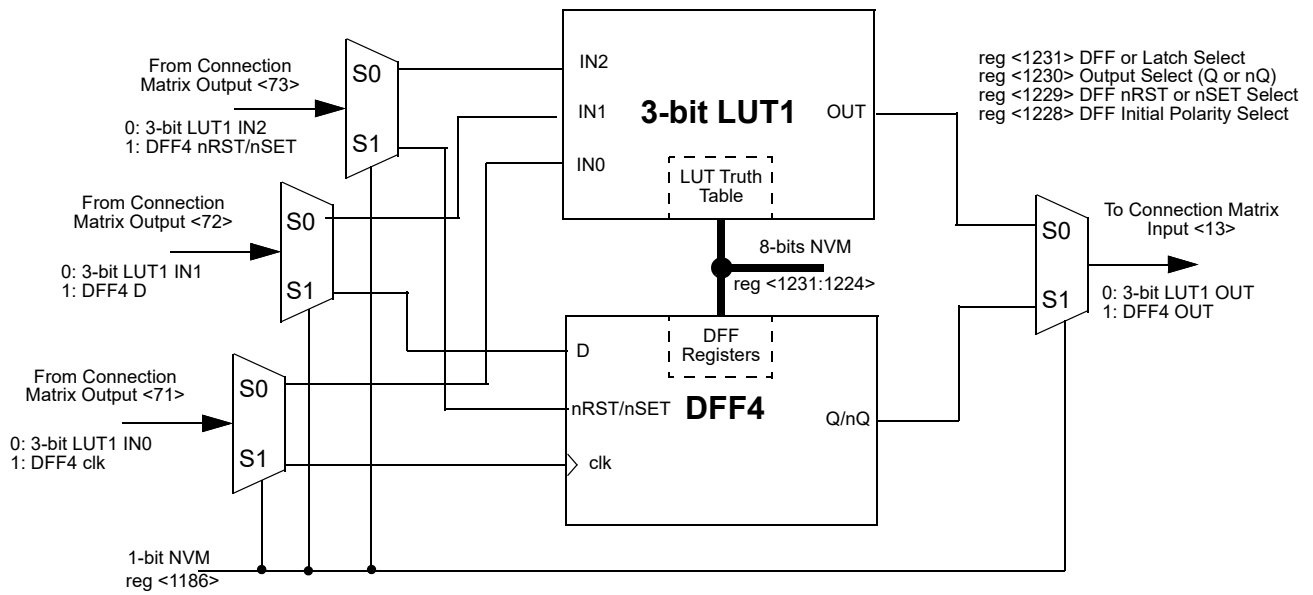 From Connection
Matrix Output <73>
0: 3-bit LUT1 IN2
1: DFF4 nRST/nSET
S0
S1
From Connection
Matrix Output <72>
0: 3-bit LUT1 IN1
1: DFF4 D
S0
S1
From Connection
Matrix Output <71>
0: 3-bit LUT1 IN0
1: DFF4 clk
S0
S1
1-bit NVM
reg <1186>
IN2
IN1
IN0
3-bit LUT1
OUT
LUT Truth
Table
8-bits NVM
reg <1231:1224>
DFF
Registers
D
nRST/nSET
clk
DFF4
Q/nQ
reg <1231> DFF or Latch Select
reg <1230> Output Select (Q or nQ)
reg <1229> DFF nRST or nSET Select
reg <1228> DFF Initial Polarity Select
S0
S1
To Connection Matrix
Input <13>
0: 3-bit LUT1 OUT
1: DFF4 OUT